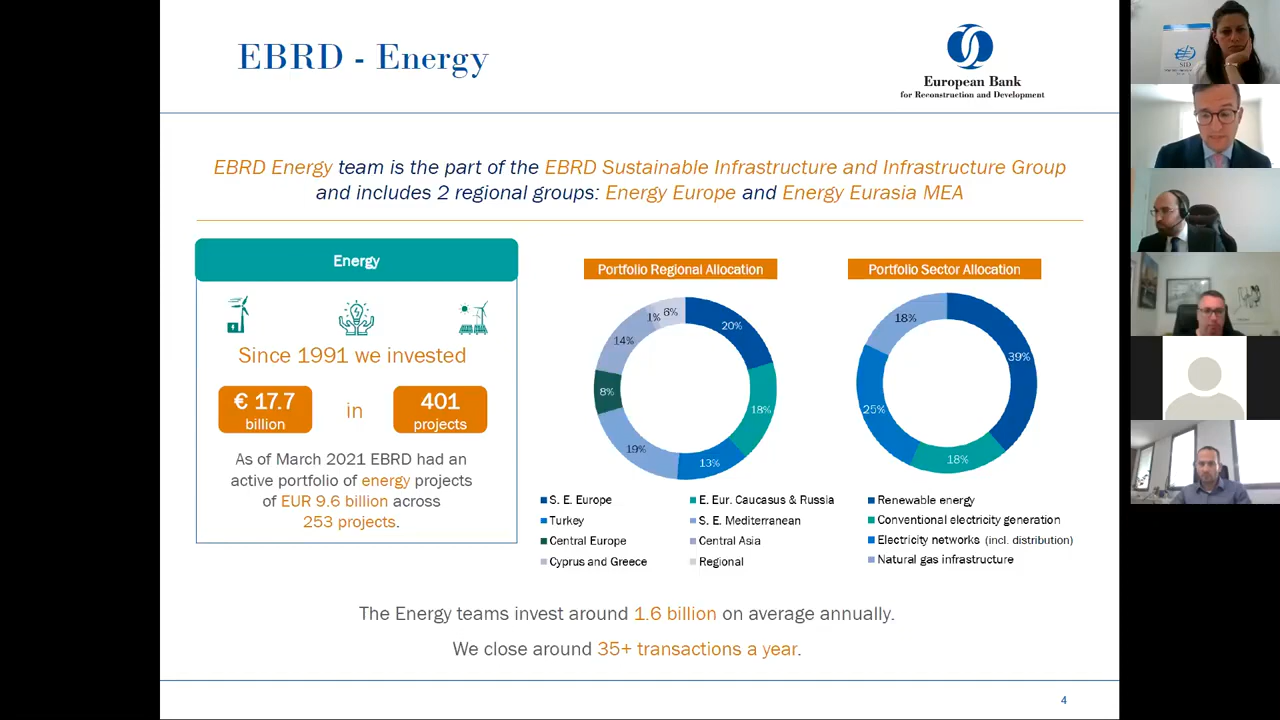 EBRD - Energy
European Bank
for Reconstruction and Development
EBRD Energy team is the part of the EBRD Sustainable Infrastructure and Infrastructure Group
and includes 2 regional groups: Energy Europe and Energy Eurasia MEA
Energy
Since 1991 we invested
€ 17.7
billion
in
401
projects
As of March 2021 EBRD had an
active portfolio of energy projects
of EUR 9.6 billion across
253 projects.
Portfolio Regional Allocation
20%
18%
13%
19%
8%
14%
1%
6%
S. E. Europe
E. Eur. Caucasus & Russia
Turkey
S. E. Mediterranean
Central Europe
Central Asia
Cyprus and Greece
Regional
Portfolio Sector Allocation
39%
18%
25%
18%
Renewable energy
Conventional electricity generation
Electricity networks (incl. distribution)
Natural gas infrastructure
The Energy teams invest around 1.6 billion on average annually.
We close around 35+ transactions a year.
4
SID